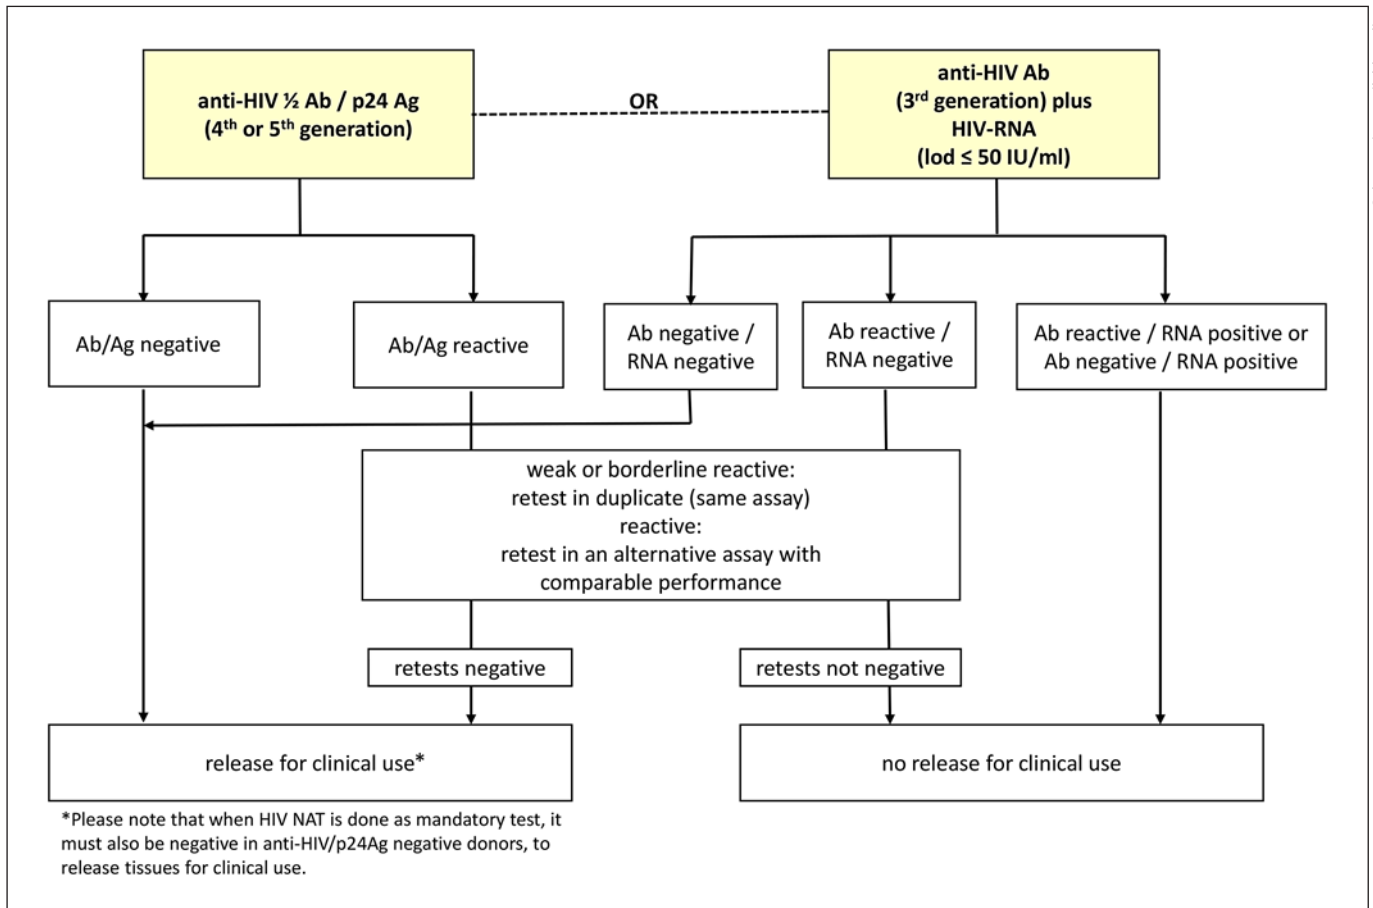 anti-HIV ½ Ab / p24 Ag
(4th or 5th generation)
OR
anti-HIV Ab
(3rd generation) plus
HIV-RNA
(lod ≤ 50 IU/ml)
Ab/Ag negative
Ab/Ag reactive
Ab negative /
RNA negative
Ab reactive /
RNA negative
Ab reactive / RNA positive or
Ab negative / RNA positive
weak or borderline reactive:
retest in duplicate (same assay)
reactive:
retest in an alternative assay with
comparable performance
retests negative
retests not negative
release for clinical use*
no release for clinical use
*Please note that when HIV NAT is done as mandatory test, it
must also be negative in anti-HIV/p24Ag negative donors, to
release tissues for clinical use.